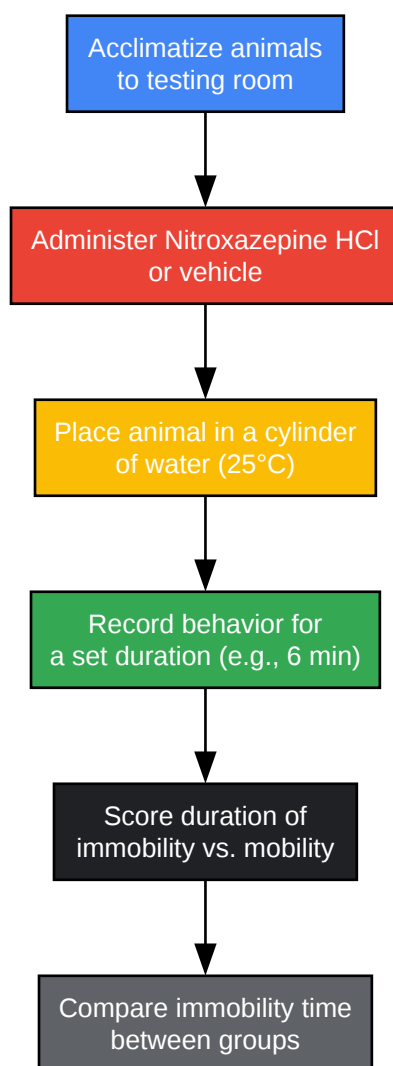 Acclimatize animals
to testing room
Administer Nitroxazepine HCl
or vehicle
Place animal in a cylinder
of water (25°C)
Record behavior for
a set duration (e.g., 6 min)
Score duration of
immobility vs. mobility
Compare immobility time
between groups